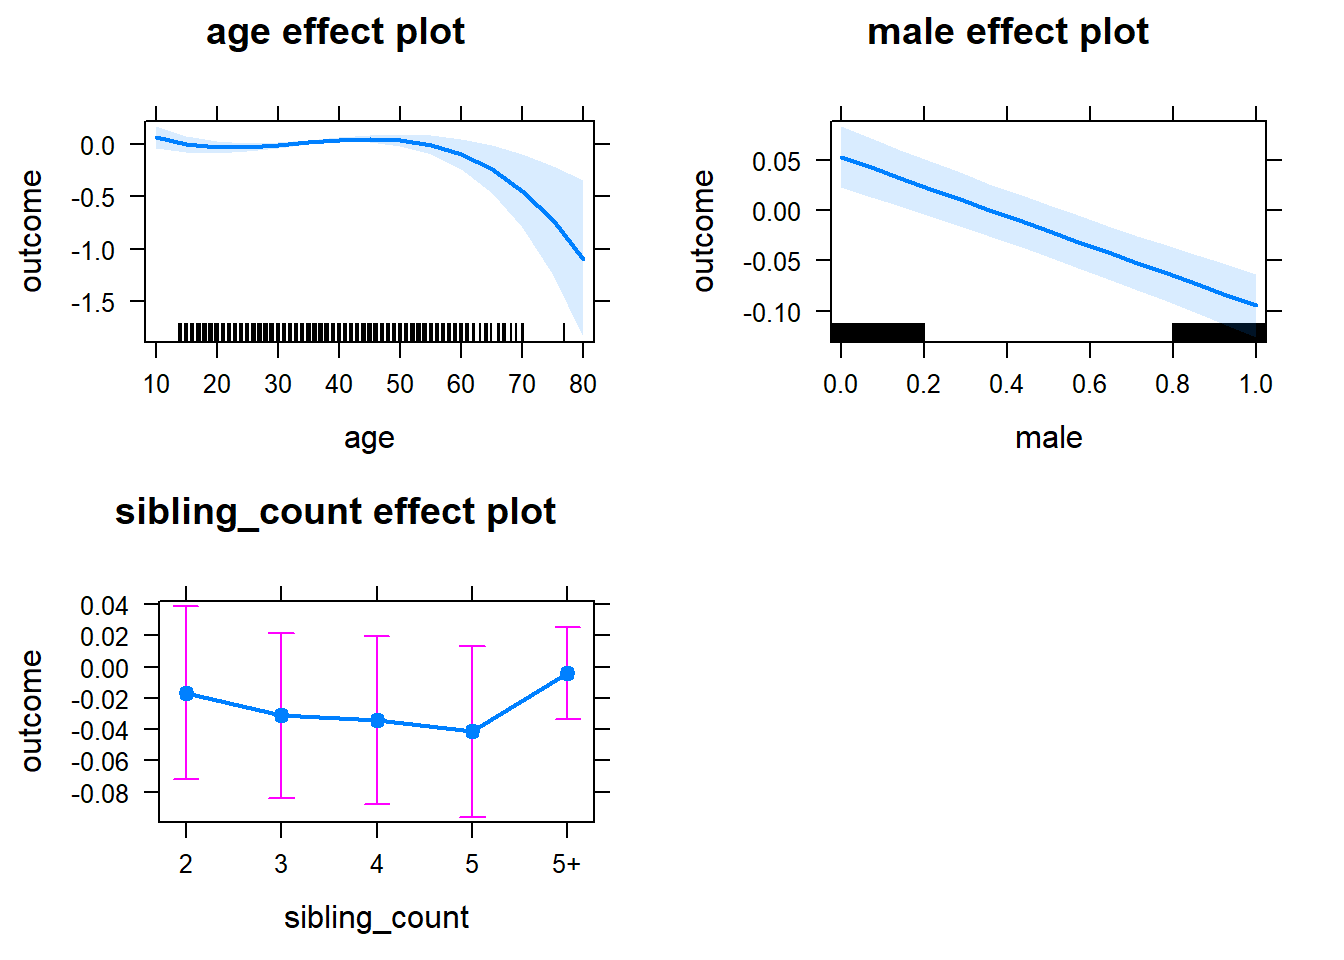 age effect plot
outcome
0.0
-0.5
-1.0
-1.5
10 20 30 40 50 60 70 80
age
male effect plot
outcome
0.05
0.00
-0.05
-0.10
0.0 0.2 0.4 0.6 0.8 1.0
male
sibling_count effect plot
outcome
0.04
0.02
0.00
-0.02
-0.04
-0.06
-0.08
2 3 4 5 5+
sibling_count